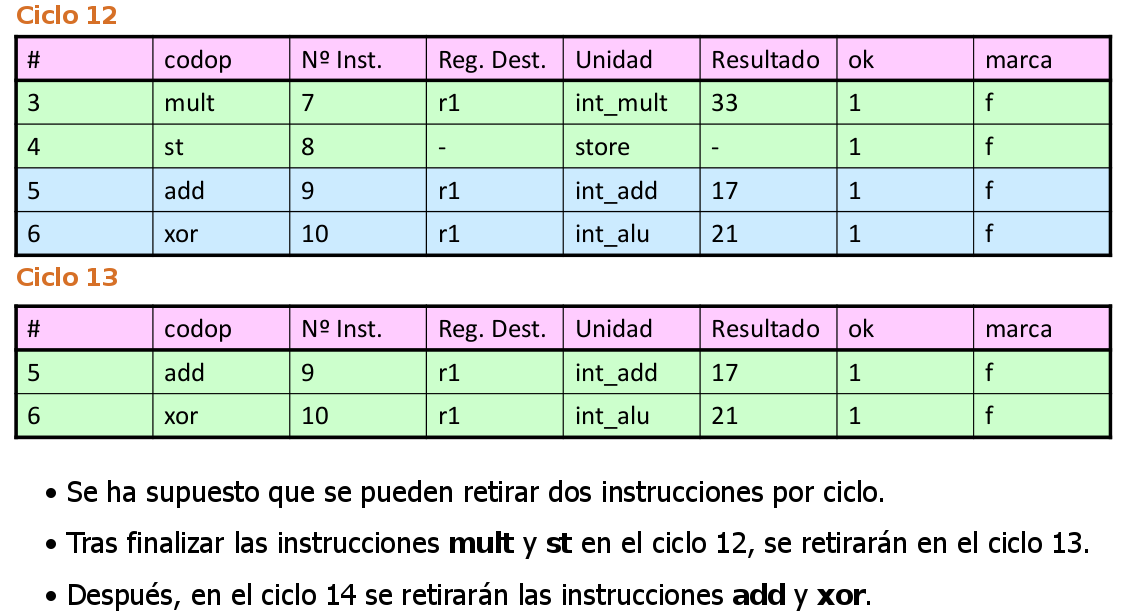 Ciclo 12
# codop Nº Inst. Reg. Dest. Unidad Resultado ok marca
3 mult 7 r1 int_mult 33 1 f
4 st 8 - store - 1 f
5 add 9 r1 int_add 17 1 f
6 xor 10 r1 int_alu 21 1 f
Ciclo 13
# codop Nº Inst. Reg. Dest. Unidad Resultado ok marca
5 add 9 r1 int_add 17 1 f
6 xor 10 r1 int_alu 21 1 f
• Se ha supuesto que se pueden retirar dos instrucciones por ciclo.
• Tras finalizar las instrucciones mult y st en el ciclo 12, se retirarán en el ciclo 13.
• Después, en el ciclo 14 se retirarán las instrucciones add y xor.